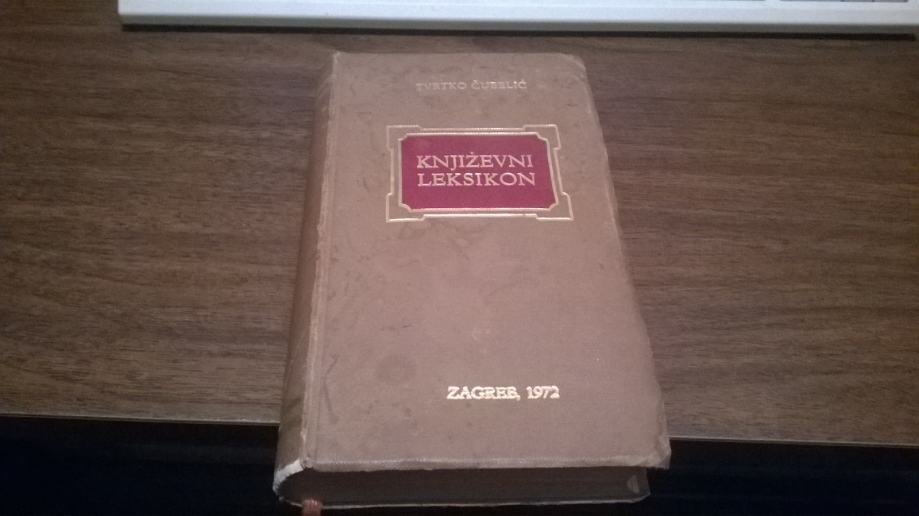 TVRTKO ČUBELIĆ
KNJIŽEVNI
LEKSIKON
ZAGREB, 1972